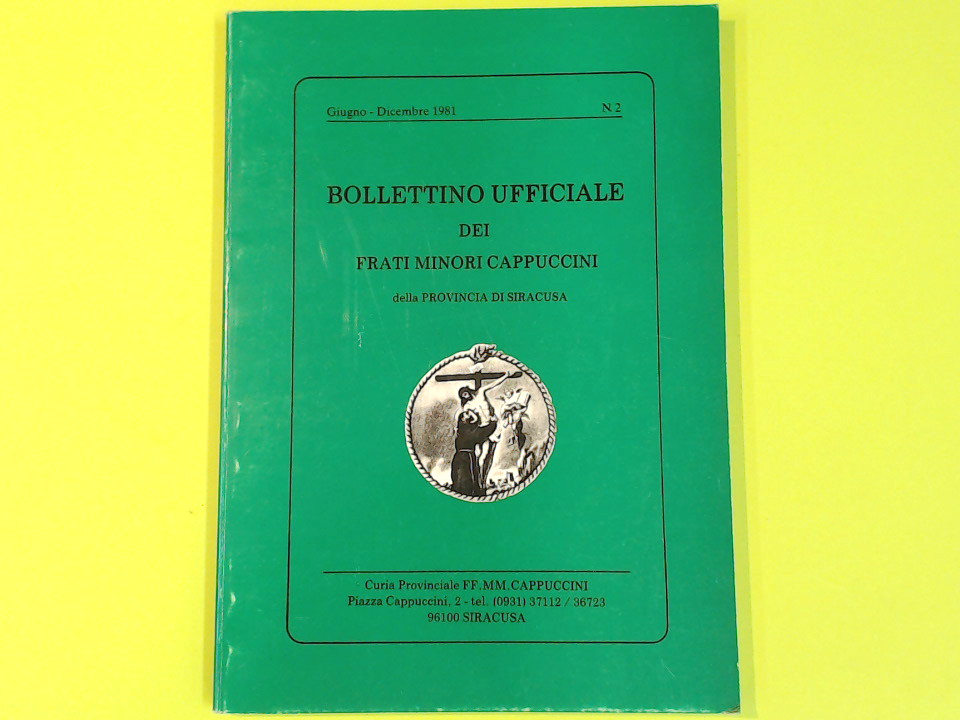 Giugno - Dicembre 1981 N. 2
BOLLETTINO UFFICIALE
DEI
FRATI MINORI CAPPUCCINI
della PROVINCIA DI SIRACUSA
Curia Provinciale FF. MM. CAPPUCCINI
Piazza Cappuccini, 2 - tel. (0931) 37112 / 36723
96100 SIRACUSA